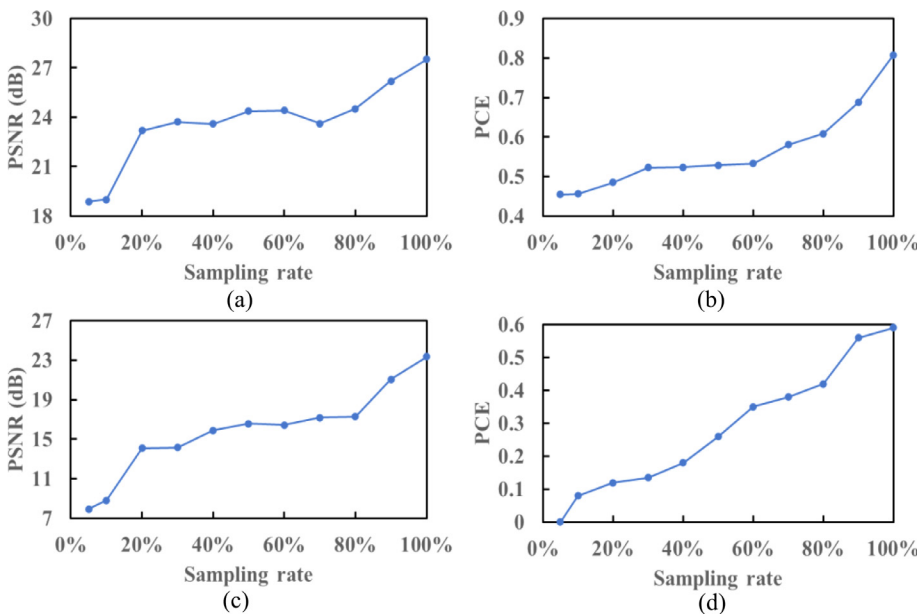 30
27
24
21
18
PSNR (dB)
0% 20% 40% 60% 80% 100%
Sampling rate
(a)
0.9
0.8
0.7
0.6
0.5
0.4
PCE
0% 20% 40% 60% 80% 100%
Sampling rate
(b)
27
23
19
15
11
7
PSNR (dB)
0% 20% 40% 60% 80% 100%
Sampling rate
(c)
0.6
0.5
0.4
0.3
0.2
0.1
0
PCE
0% 20% 40% 60% 80% 100%
Sampling rate
(d)